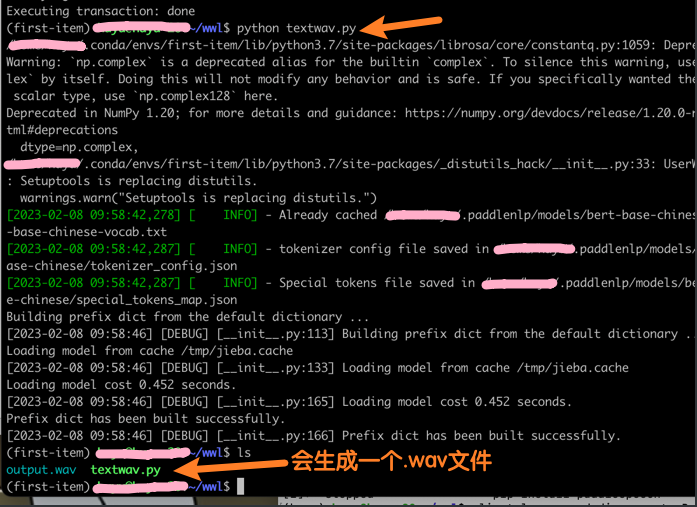 Executing transaction: done
(first-item) ~/wwl$ python textwav.py
.conda/envs/first-item/lib/python3.7/site-packages/librosa/core/constantq.py:1059: Depre
Warning: `np.complex` is a deprecated alias for the builtin `complex`. To silence this warning, use
lex` by itself. Doing this will not modify any behavior and is safe. If you specifically wanted the
scalar type, use `np.complex128` here.
Deprecated in NumPy 1.20; for more details and guidance: https://numpy.org/devdocs/release/1.20.0-n
tml#deprecations
dtype=np.complex,
.conda/envs/first-item/lib/python3.7/site-packages/_distutils_hack/__init__.py:33: UserW
: Setuptools is replacing distutils.
warnings.warn("Setuptools is replacing distutils.")
[2023-02-08 09:58:42,278] [    INFO] - Already cached .paddlenlp/models/bert-base-chines
-base-chinese-vocab.txt
[2023-02-08 09:58:42,287] [    INFO] - tokenizer config file saved in .paddlenlp/models/
ase-chinese/tokenizer_config.json
[2023-02-08 09:58:42,287] [    INFO] - Special tokens file saved in .paddlenlp/models/be
e-chinese/special_tokens_map.json
Building prefix dict from the default dictionary ...
[2023-02-08 09:58:46] [DEBUG] [__init__.py:113] Building prefix dict from the default dictionary ..
Loading model from cache /tmp/jieba.cache
[2023-02-08 09:58:46] [DEBUG] [__init__.py:133] Loading model from cache /tmp/jieba.cache
Loading model cost 0.452 seconds.
[2023-02-08 09:58:46] [DEBUG] [__init__.py:165] Loading model cost 0.452 seconds.
Prefix dict has been built successfully.
[2023-02-08 09:58:46] [DEBUG] [__init__.py:166] Prefix dict has been built successfully.
(first-item) ~/wwl$ ls
output.wav textwav.py 会生成一个.wav文件
(first-item) ~/wwl$